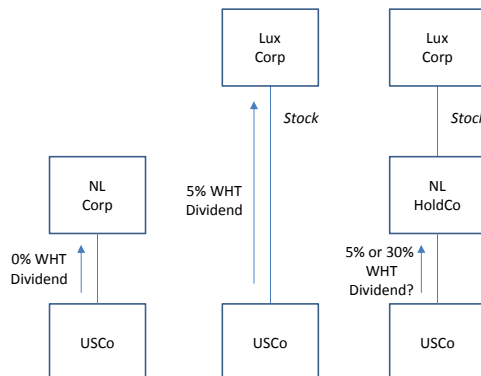 Lux
Corp
Lux
Corp
Stock
Stock
NL
Corp
5% WHT
Dividend
NL
HoldCo
0% WHT
Dividend
5% or 30%
WHT
Dividend?
USCo
USCo
USCo